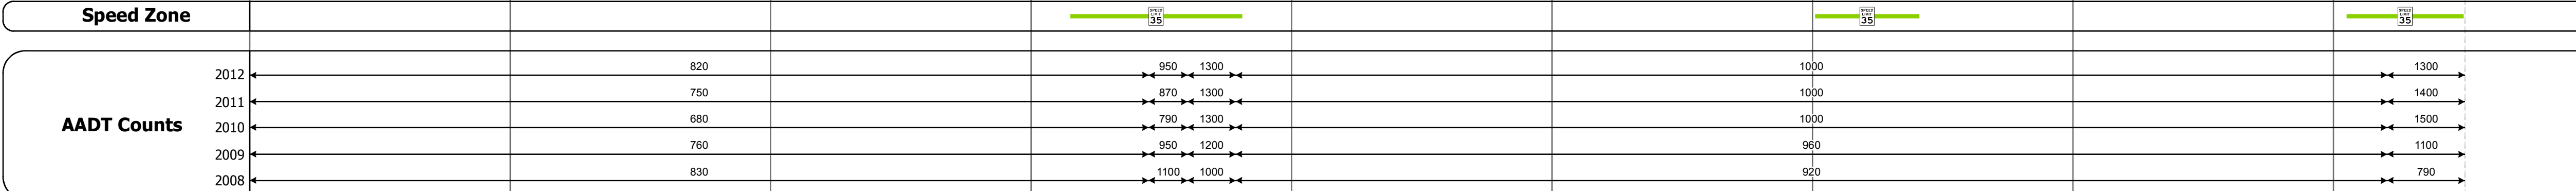 Speed Zone
SPEED LIMIT 35 SPEED LIMIT 35 SPEED LIMIT 35
AADT Counts
2012 820 950 1300 1000 1300
2011 750 870 1300 1000 1400
2010 680 790 1300 1000 1500
2009 760 950 1200 960 1100
2008 830 1100 1000 920 790